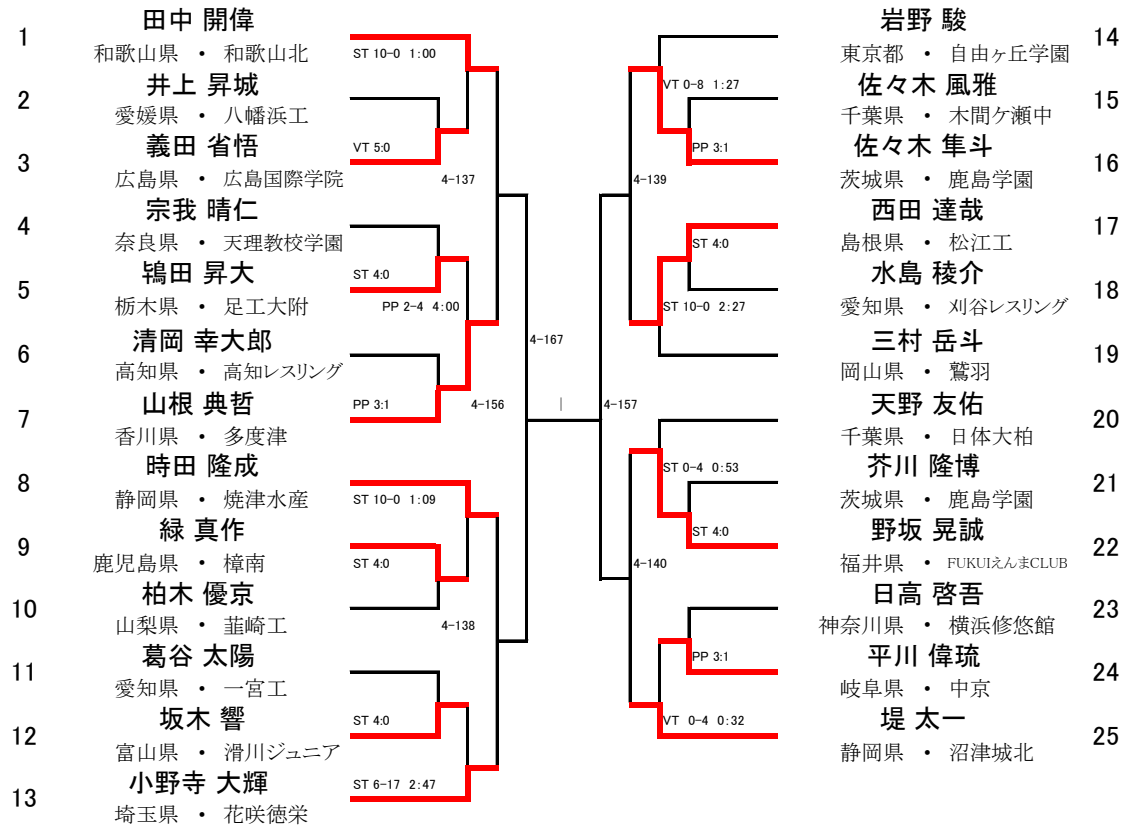 1
田中 開偉
和歌山県 ・ 和歌山北
ST 10-0 1:00
2
井上 昇城
愛媛県 ・ 八幡浜工
3
義田 省悟
広島県 ・ 広島国際学院
VT 5:0
4-137
4
宗我 晴仁
奈良県 ・ 天理教校学園
5
鴇田 昇大
栃木県 ・ 足工大附
ST 4:0
PP 2-4 4:00
6
清岡 幸大郎
高知県 ・ 高知レスリング
7
山根 典哲
香川県 ・ 多度津
PP 3:1
4-156
4-167
8
時田 隆成
静岡県 ・ 焼津水産
ST 10-0 1:09
9
緑 真作
鹿児島県 ・ 樟南
ST 4:0
10
柏木 優京
山梨県 ・ 韮崎工
4-138
11
葛谷 太陽
愛知県 ・ 一宮工
12
坂木 響
富山県 ・ 滑川ジュニア
ST 4:0
13
小野寺 大輝
埼玉県 ・ 花咲徳栄
ST 6-17 2:47
岩野 駿
東京都 ・ 自由ヶ丘学園
14
VT 0-8 1:27
佐々木 風雅
千葉県 ・ 木間ケ瀬中
15
PP 3:1
佐々木 隼斗
茨城県 ・ 鹿島学園
16
4-139
西田 達哉
島根県 ・ 松江工
17
ST 4:0
水島 稜介
愛知県 ・ 刈谷レスリング
18
ST 10-0 2:27
三村 岳斗
岡山県 ・ 鷲羽
19
4-157
天野 友佑
千葉県 ・ 日体大柏
20
ST 0-4 0:53
芥川 隆博
茨城県 ・ 鹿島学園
21
ST 4:0
野坂 晃誠
福井県 ・ FUKUIえんまCLUB
22
4-140
日高 啓吾
神奈川県 ・ 横浜修悠館
23
PP 3:1
平川 偉琉
岐阜県 ・ 中京
24
VT 0-4 0:32
堤 太一
静岡県 ・ 沼津城北
25